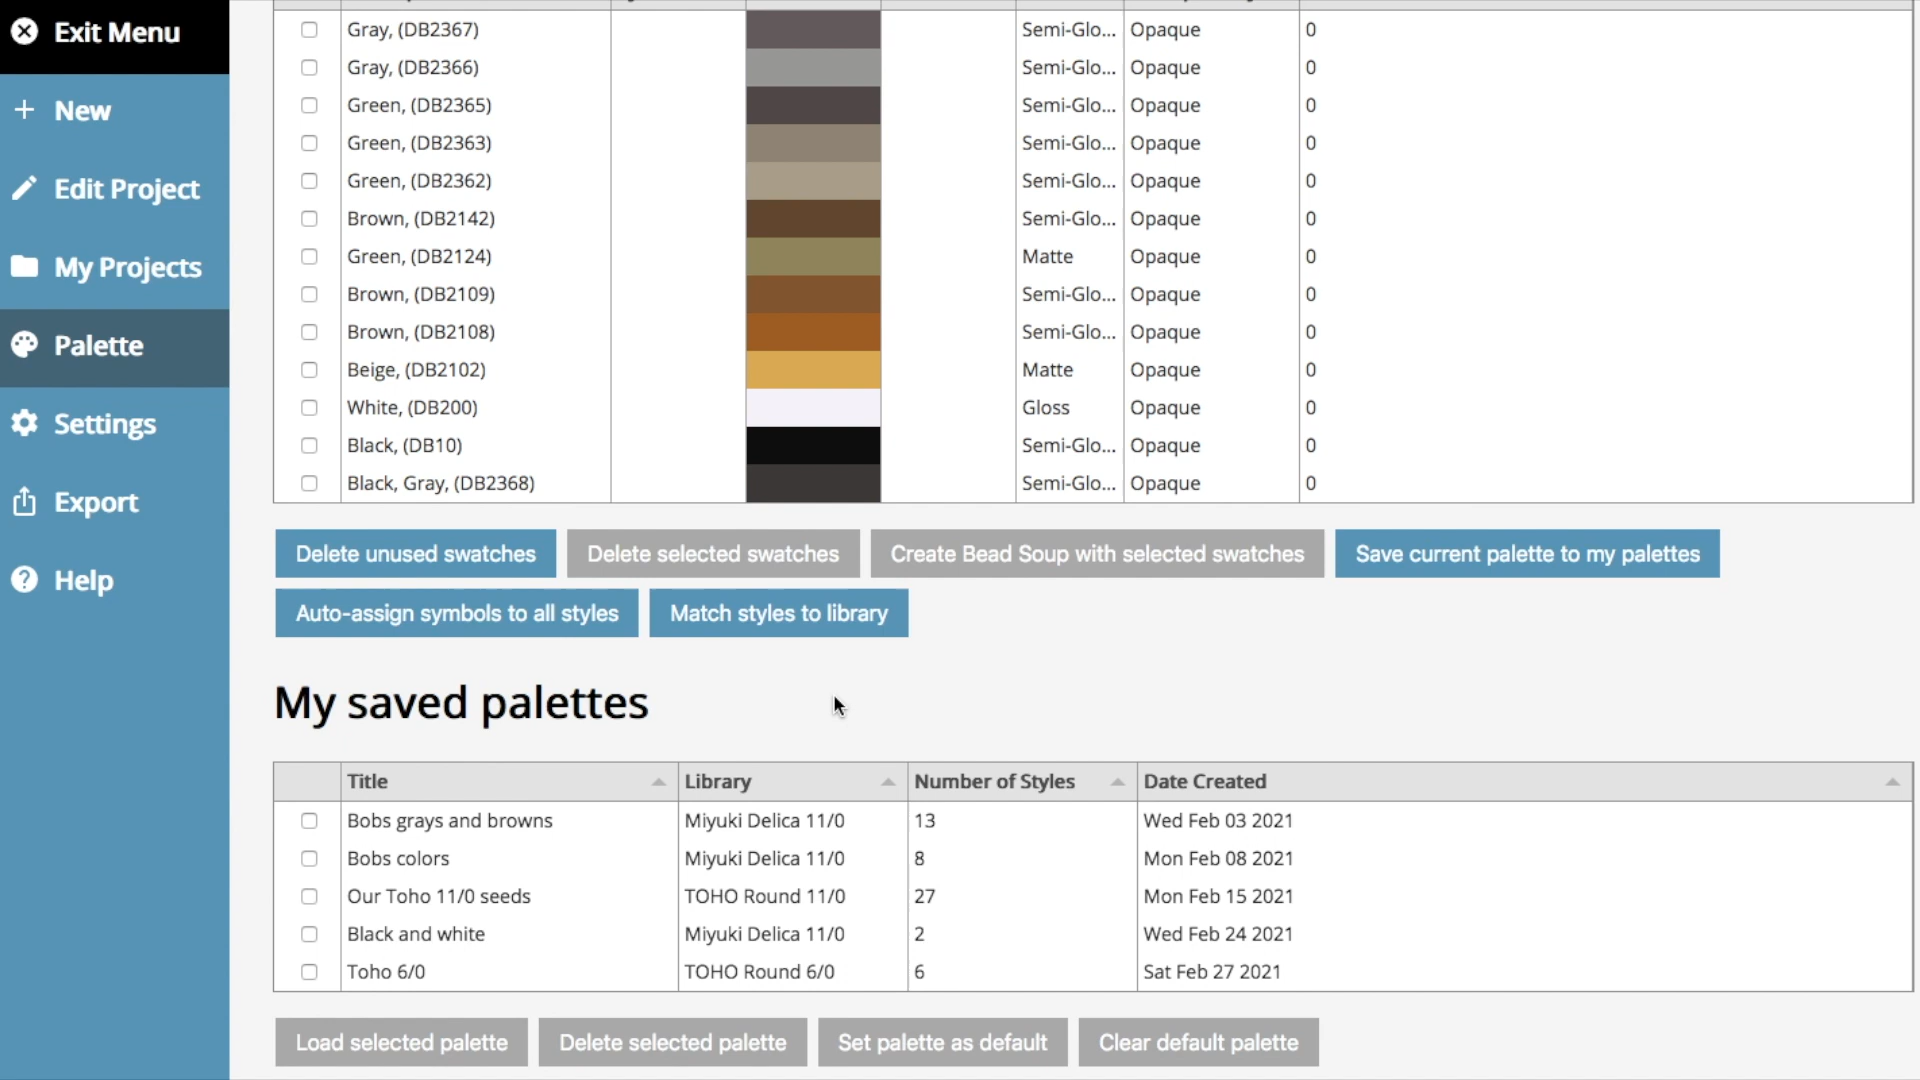 Exit Menu
New
Edit Project
My Projects
Palette
Settings
Export
Help
Gray, (DB2367) Semi-Glo... Opaque 0
Gray, (DB2366) Semi-Glo... Opaque 0
Green, (DB2365) Semi-Glo... Opaque 0
Green, (DB2363) Semi-Glo... Opaque 0
Green, (DB2362) Semi-Glo... Opaque 0
Brown, (DB2142) Semi-Glo... Opaque 0
Green, (DB2124) Matte Opaque 0
Brown, (DB2109) Semi-Glo... Opaque 0
Brown, (DB2108) Semi-Glo... Opaque 0
Beige, (DB2102) Matte Opaque 0
White, (DB200) Gloss Opaque 0
Black, (DB10) Semi-Glo... Opaque 0
Black, Gray, (DB2368) Semi-Glo... Opaque 0
Delete unused swatches Delete selected swatches Create Bead Soup with selected swatches Save current palette to my palettes
Auto-assign symbols to all styles Match styles to library
My saved palettes
Title Library Number of Styles Date Created
Bobs grays and browns Miyuki Delica 11/0 13 Wed Feb 03 2021
Bobs colors Miyuki Delica 11/0 8 Mon Feb 08 2021
Our Toho 11/0 seeds TOHO Round 11/0 27 Mon Feb 15 2021
Black and white Miyuki Delica 11/0 2 Wed Feb 24 2021
Toho 6/0 TOHO Round 6/0 6 Sat Feb 27 2021
Load selected palette Delete selected palette Set palette as default Clear default palette